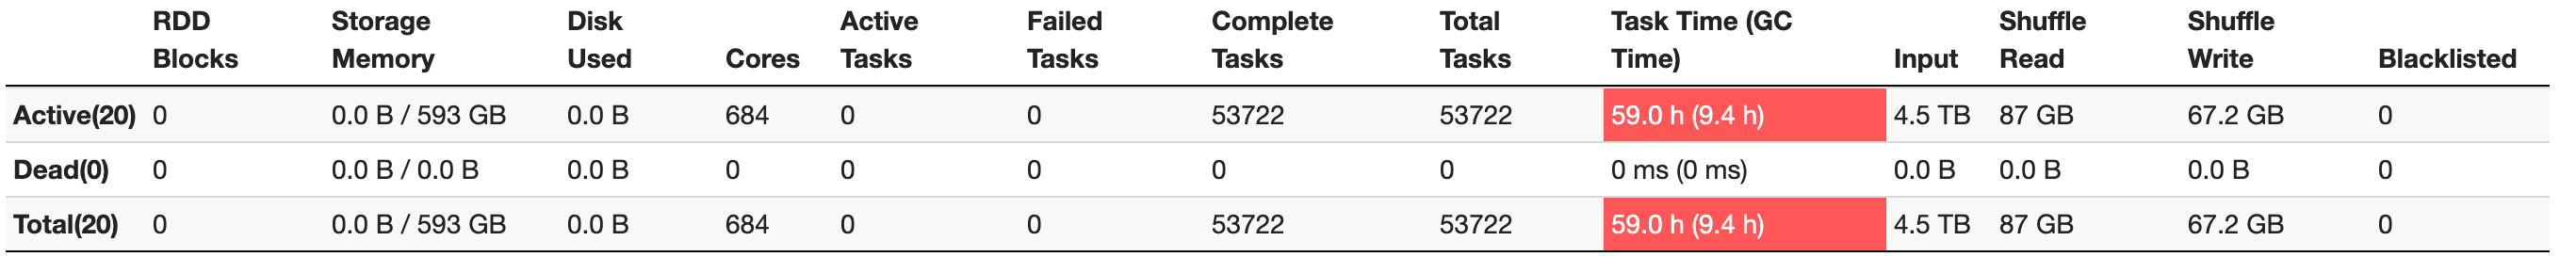 RDD Storage Disk Active Failed Complete Total Task Time (GC Shuffle Shuffle
Blocks Memory Used Cores Tasks Tasks Tasks Tasks Time) Input Read Write Blacklisted
Active(20) 0 0.0 B / 593 GB 0.0 B 684 0 0 53722 53722 59.0 h (9.4 h) 4.5 TB 87 GB 67.2 GB 0
Dead(0) 0 0.0 B / 0.0 B 0.0 B 0 0 0 0 0 0 ms (0 ms) 0.0 B 0.0 B 0.0 B 0
Total(20) 0 0.0 B / 593 GB 0.0 B 684 0 0 53722 53722 59.0 h (9.4 h) 4.5 TB 87 GB 67.2 GB 0